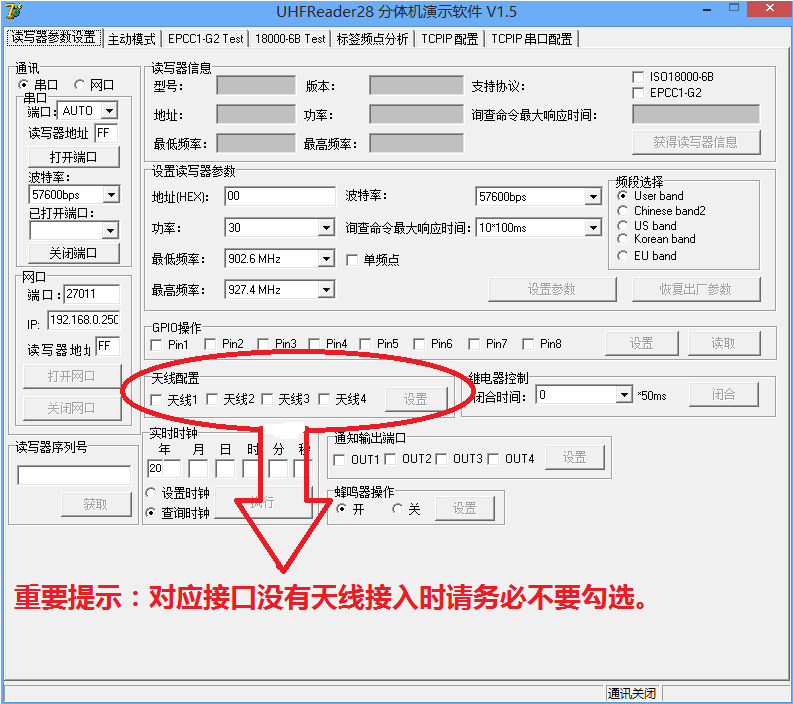 UHFReader28 分体机演示软件 V1.5
读写器参数设置 主动模式 EPCC1-G2 Test 18000-6B Test 标签频点分析 TCPIP 配置 TCPIP 串口配置
通讯
串口 网口
串口
端口: AUTO
读写器地址 FF
打开端口
波特率:
57600bps
已打开端口:
关闭端口
网口
端 口 : 27011
IP: 192.168.0.250
读写器地址 FF
打开网口
关闭网口
读写器序列号
获取
读写器信息
型号: 版本: 支持协议: ISO18000-6B
EPCC1-G2
地址: 功率: 询查命令最大响应时间:
最低频率: 最高频率: 获得读写器信息
设置读写器参数
地址(HEX): 00 波特率: 57600bps
功率: 30 询查命令最大响应时间: 10*100ms
最低频率: 902.6 MHz 单频点
最高频率: 927.4 MHz 设置参数 恢复出厂参数
频段选择
User band
Chinese band2
US band
Korean band
EU band
GPIO操作
Pin1 Pin2 Pin3 Pin4 Pin5 Pin6 Pin7 Pin8 设置 读取
天线配置
天线1 天线2 天线3 天线4 设置
继电器控制
闭合时间: 0 *50ms 闭合
实时时钟
年 月 日 时 分 秒
20
设置时钟
查询时钟
执行
通知输出端口
OUT1 OUT2 OUT3 OUT4 设置
蜂鸣器操作
开 关 设置
重要提示：对应接口没有天线接入时请务必不要勾选。
通讯关闭